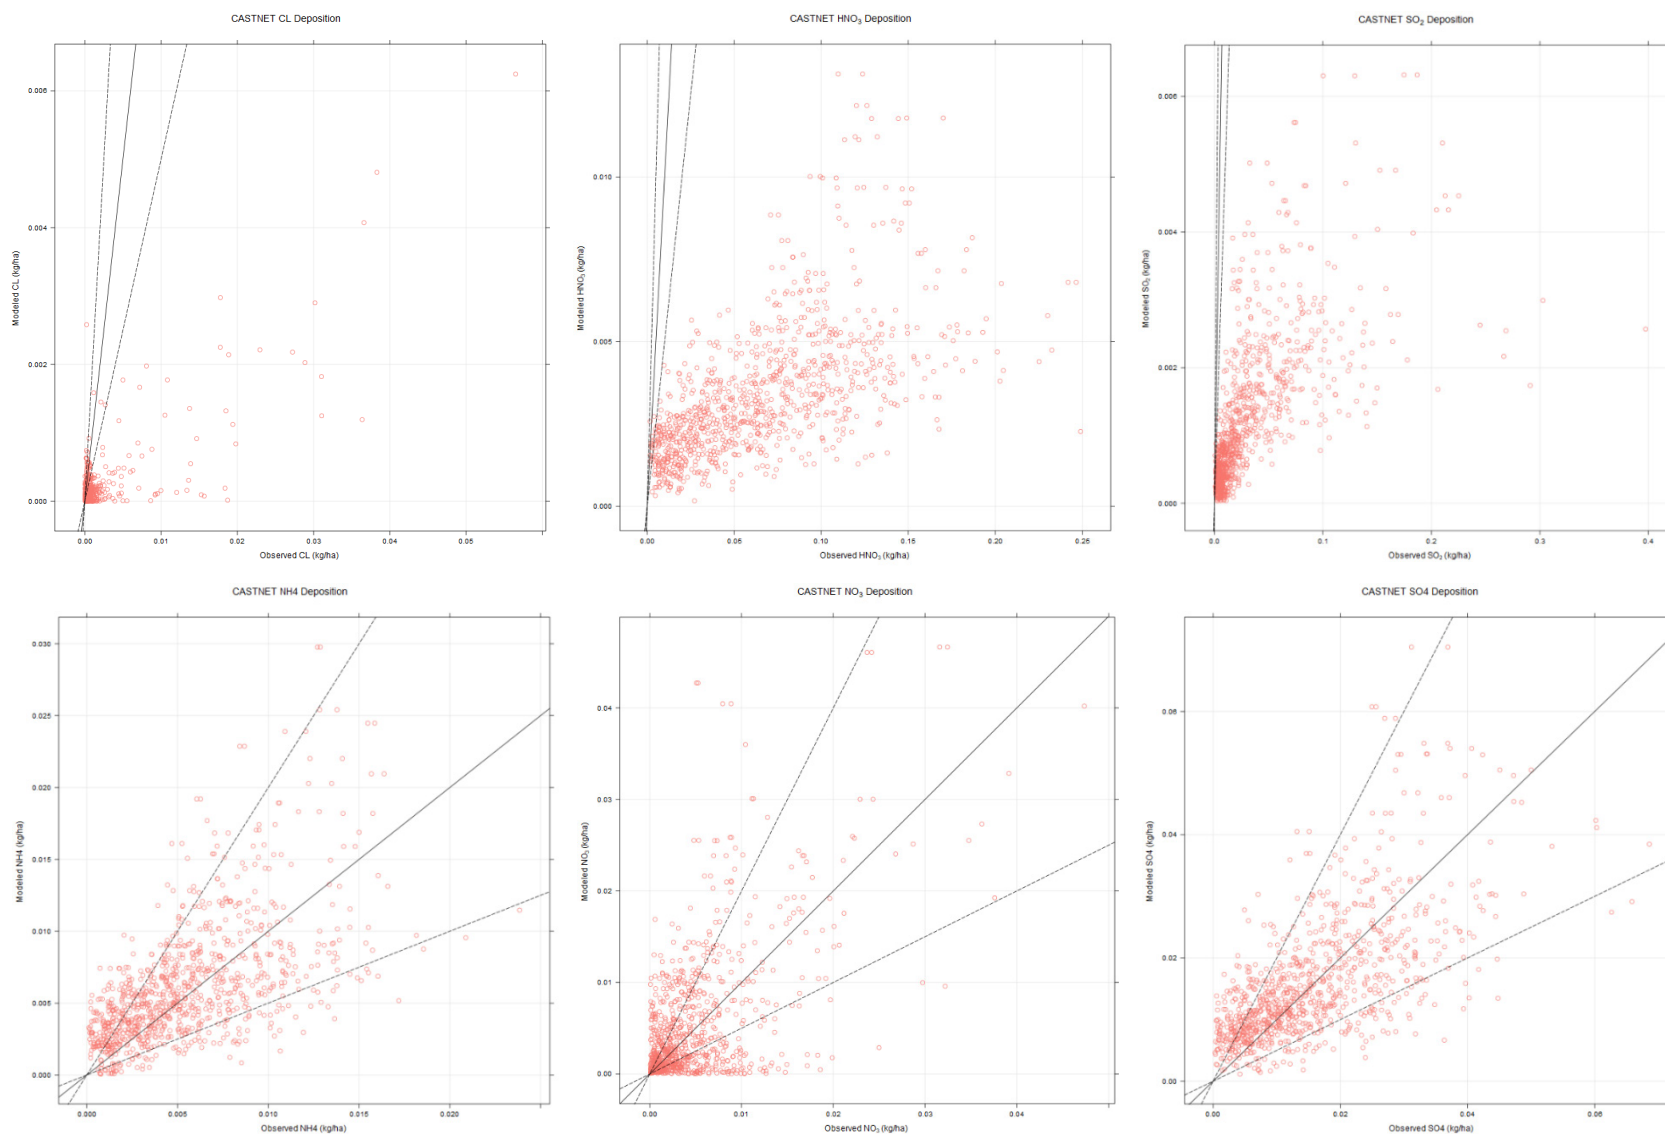 CASTNET CL Deposition
Modeled CL (kg/ha)
0.006
0.004
0.002
0.000
0.00 0.01 0.02 0.03 0.04 0.05
Observed CL (kg/ha)
CASTNET HNO₃ Deposition
Modeled HNO₃ (kg/ha)
0.010
0.005
0.000
0.00 0.05 0.10 0.15 0.20 0.25
Observed HNO₃ (kg/ha)
CASTNET SO₂ Deposition
Modeled SO₂ (kg/ha)
0.006
0.004
0.002
0.000
0.0 0.1 0.2 0.3 0.4
Observed SO₂ (kg/ha)
CASTNET NH4 Deposition
Modeled NH4 (kg/ha)
0.030
0.025
0.020
0.015
0.010
0.005
0.000
0.000 0.005 0.010 0.015 0.020
Observed NH4 (kg/ha)
CASTNET NO₃ Deposition
Modeled NO₃ (kg/ha)
0.04
0.03
0.02
0.01
0.00
0.00 0.01 0.02 0.03 0.04
Observed NO₃ (kg/ha)
CASTNET SO4 Deposition
Modeled SO4 (kg/ha)
0.06
0.04
0.02
0.00
0.00 0.02 0.04 0.06
Observed SO4 (kg/ha)